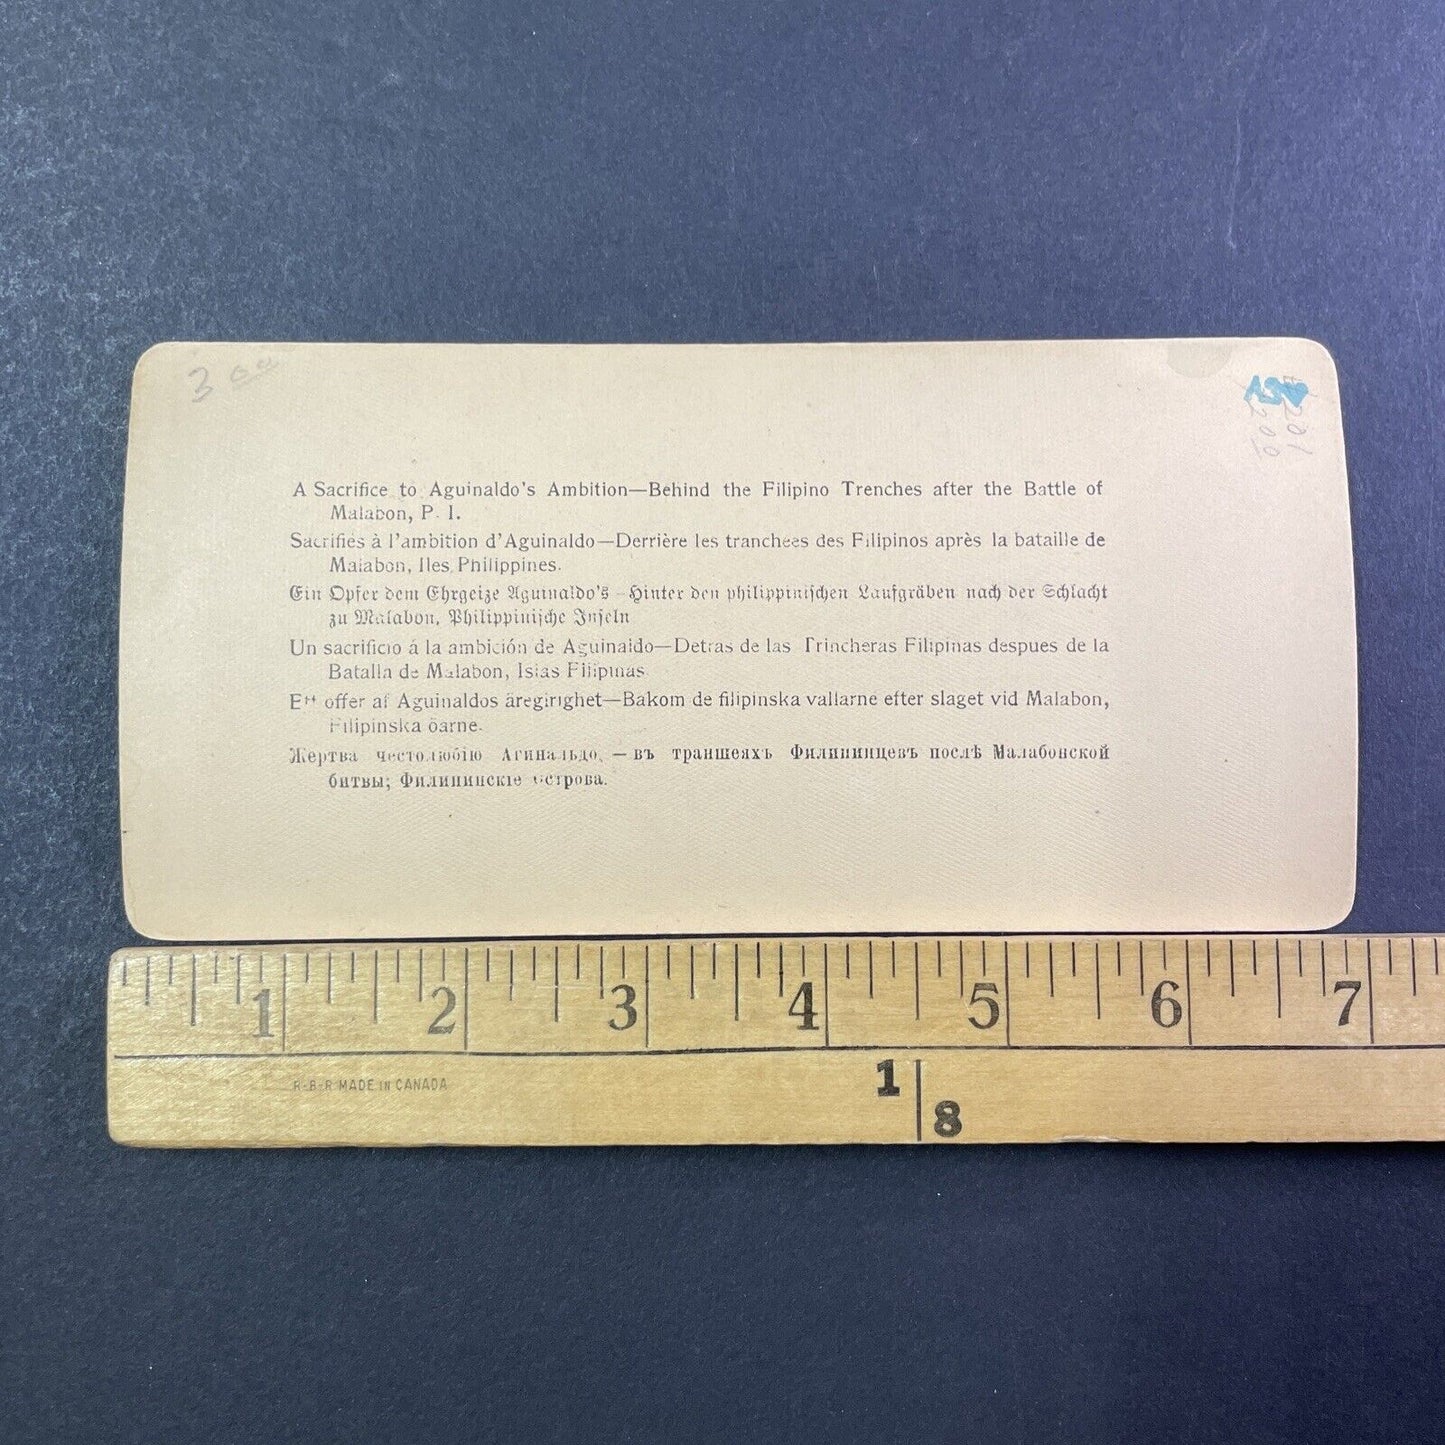 3 00
201
200
A Sacrifice to Aguinaldo's Ambition—Behind the Filipino Trenches after the Battle of
Malabon, P. I.
Sacrifiés à l'ambition d'Aguinaldo—Derrière les tranchees des Filipinos après la bataille de
Malabon, Iles Philippines.
Ein Opfer dem Ehrgeize Aguinaldo's—Hinter den philippinischen Laufgräben nach der Schlacht
zu Malabon, Philippinische Inseln
Un sacrificio á la ambición de Aguinaldo—Detras de las Trincheras Filipinas despues de la
Batalla de Malabon, Islas Filipinas
Ett offer af Aguinaldos äregirighet—Bakom de filipinska vallarne efter slaget vid Malabon,
Filipinska öarne.
Жертва честолюбію Агинальдо, — въ траншеяхъ Филипинцевъ послѣ Малабонской
битвы; Филипинскіе острова.
1 2 3 4 5 6 7
R-B-R MADE IN CANADA
1
8